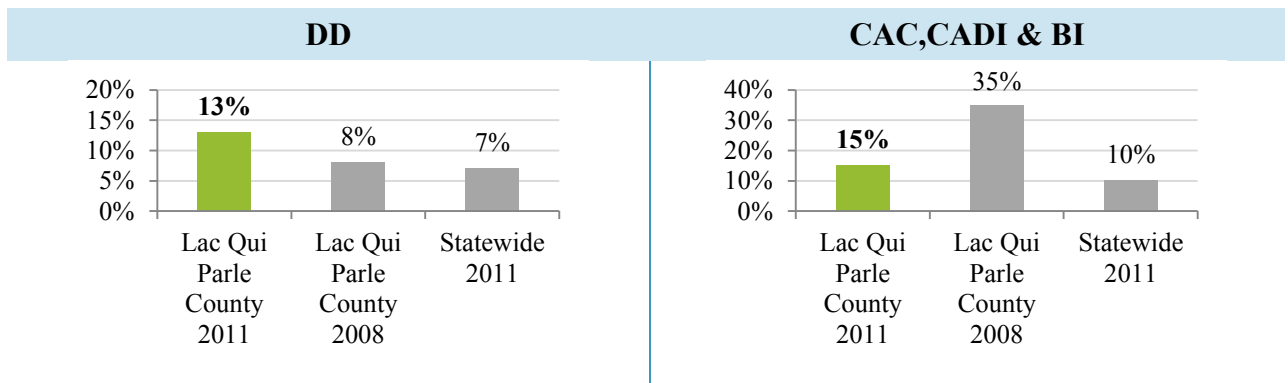 DD
20%
15%
10%
5%
0%
13%
8%
7%
Lac Qui
Parle
County
2011
Lac Qui
Parle
County
2008
Statewide
2011
CAC,CADI & BI
40%
30%
20%
10%
0%
15%
35%
10%
Lac Qui
Parle
County
2011
Lac Qui
Parle
County
2008
Statewide
2011